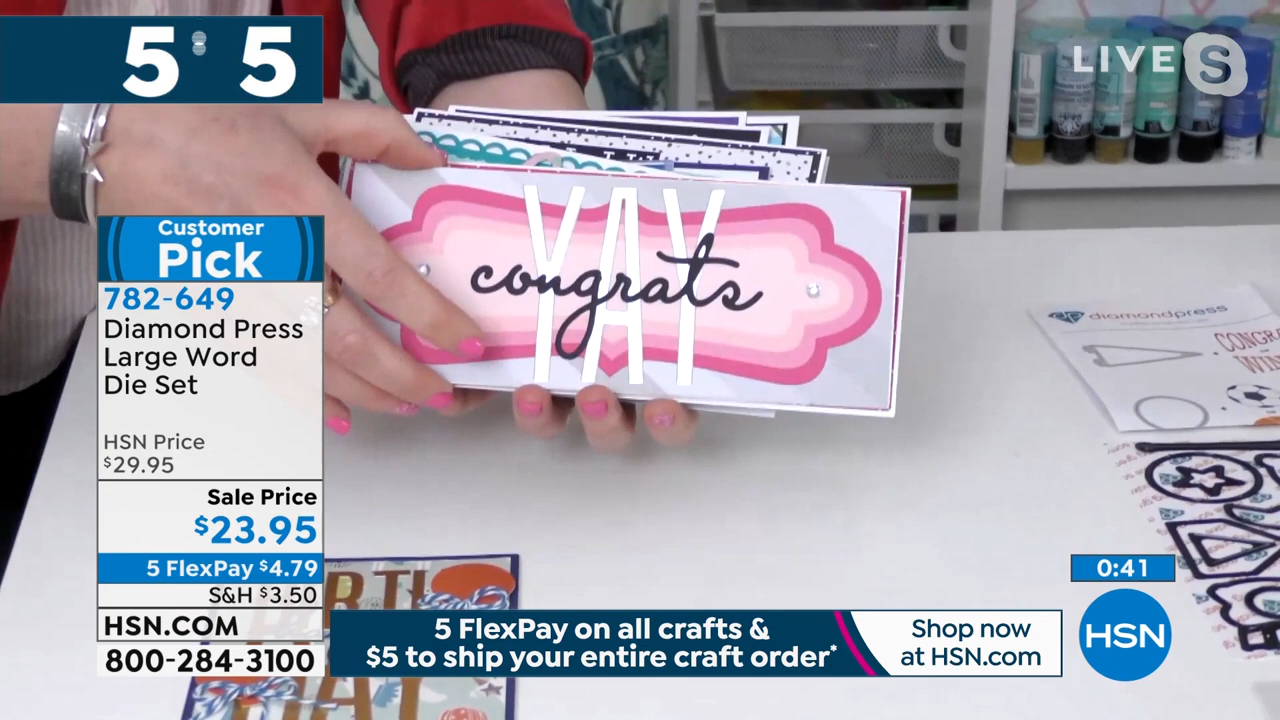 5 5
LIVE S
Customer
Pick
782-649
Diamond Press
Large Word
Die Set
HSN Price
$29.95
Sale Price
$23.95
5 FlexPay $4.79
S&H $3.50
HSN.COM
800-284-3100
YAY
congrats
diamondpress
CONGRA
WIN
0:41
5 FlexPay on all crafts &
$5 to ship your entire craft order*
Shop now
at HSN.com
HSN